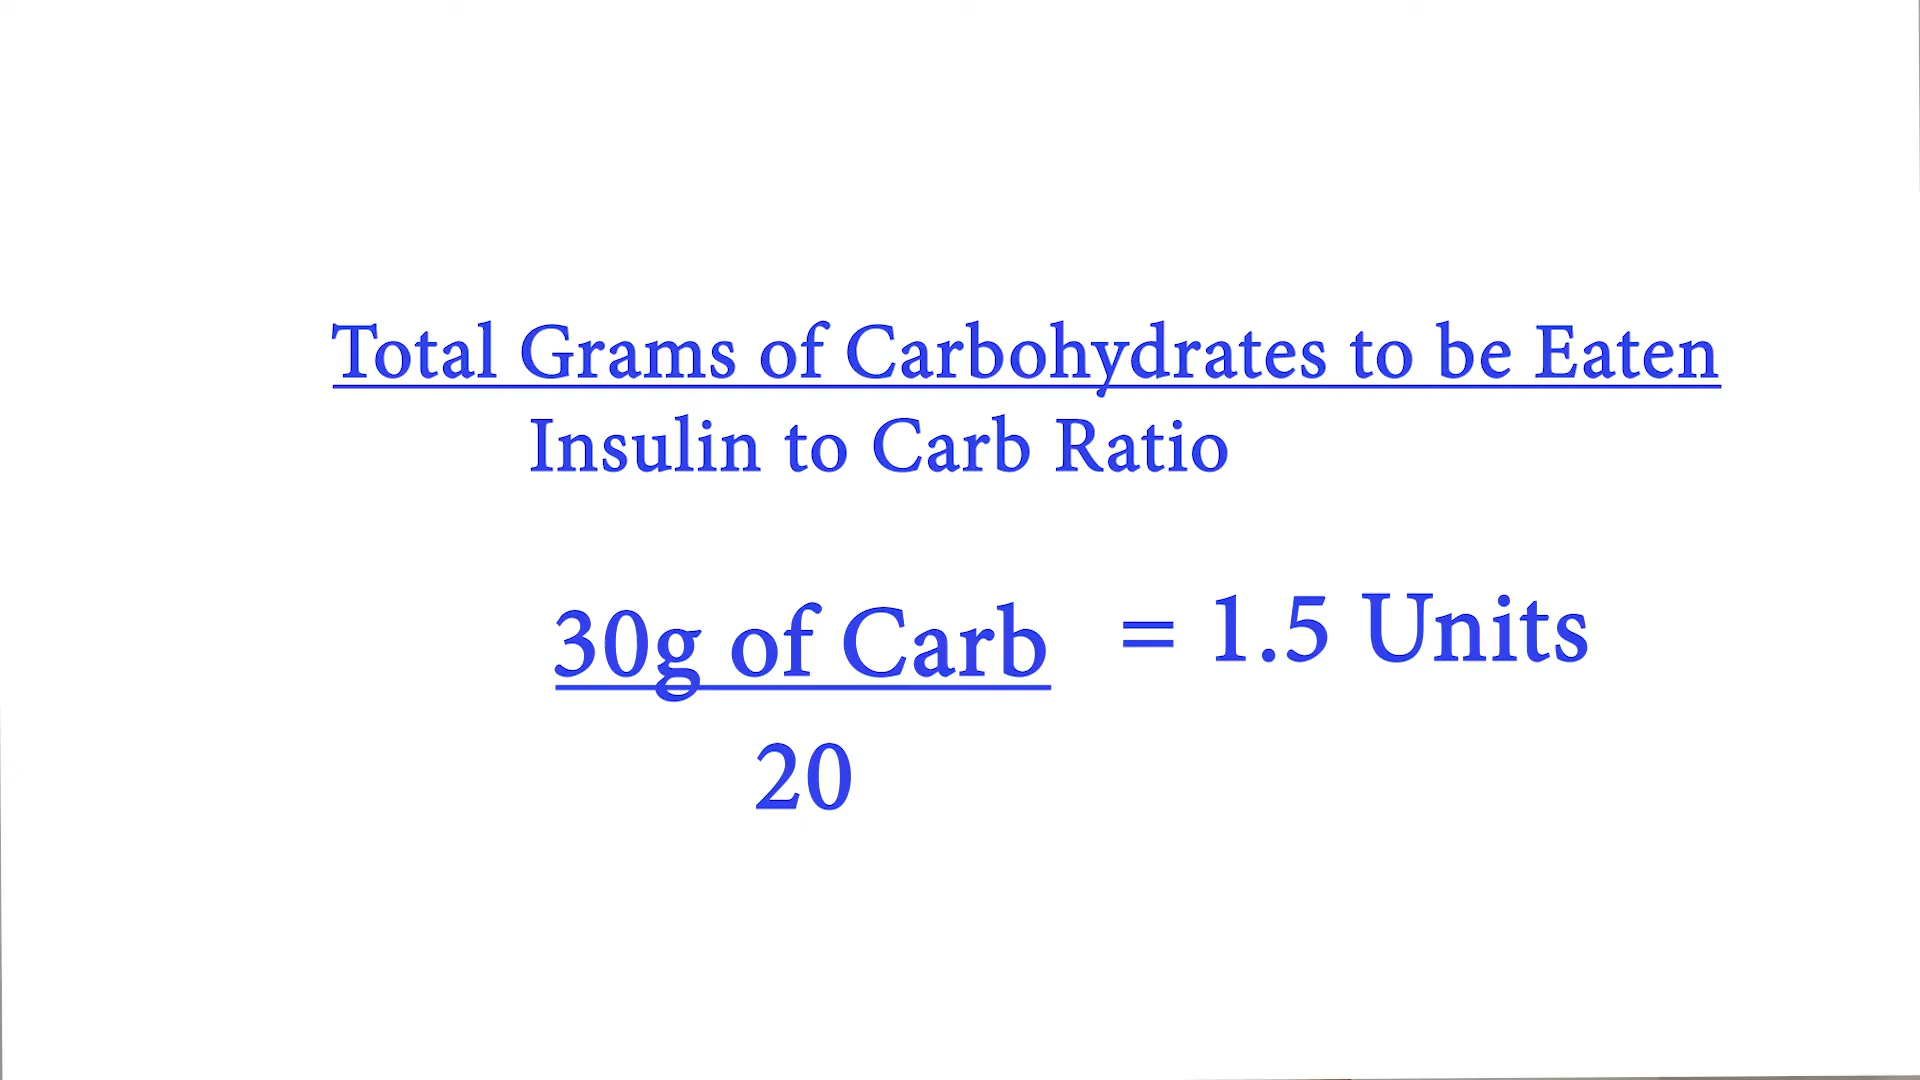 Total Grams of Carbohydrates to be Eaten
Insulin to Carb Ratio
30g of Carb = 1.5 Units
20